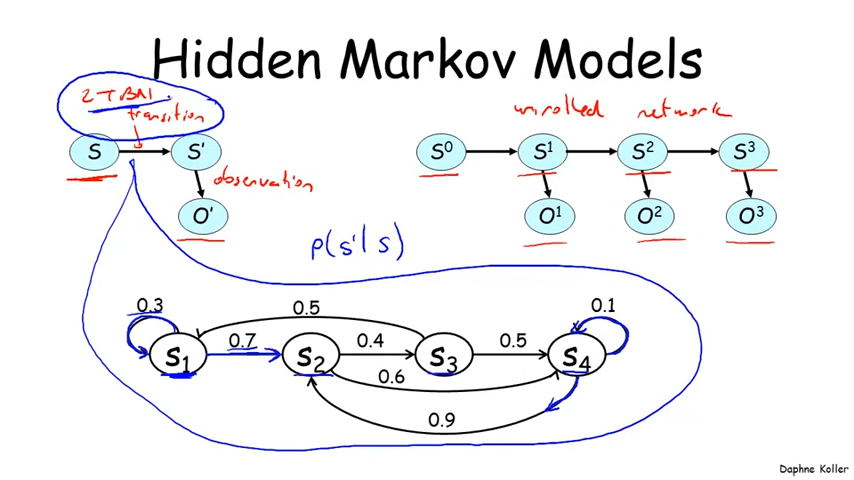 Hidden Markov Models
2-TBN
transition
unrolled network
S S'
S⁰ S¹ S² S³
observation
O'
O¹ O² O³
P(S'|S)
0.3
0.5
0.1
0.7
0.4
0.5
s₁ s₂ s₃ s₄
0.6
0.9
Daphne Koller